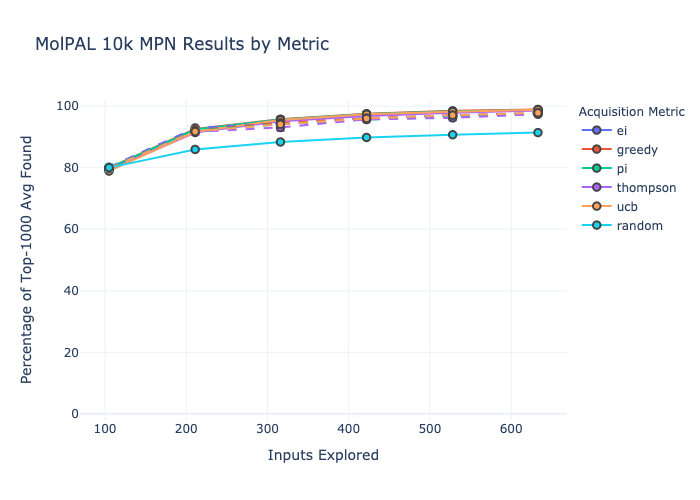 MolPAL 10k MPN Results by Metric
Percentage of Top-1000 Avg Found
100
80
60
40
20
0
100
200
300
400
500
600
Inputs Explored
Acquisition Metric
ei
greedy
pi
thompson
ucb
random